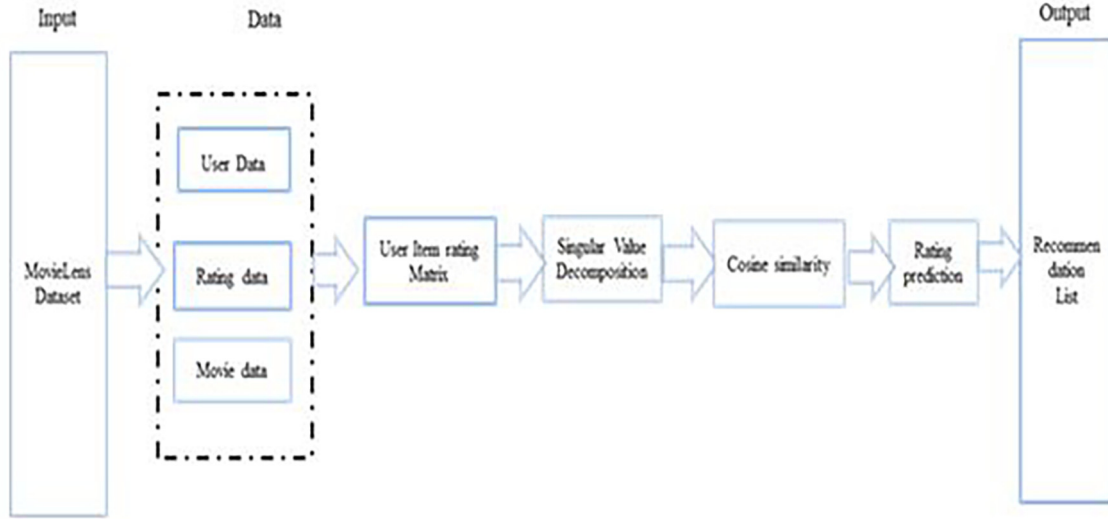 Input
Data
Output
MovieLens
Dataset
User Data
Rating data
Movie data
User Item rating
Matrix
Singular Value
Decomposition
Cosine similarity
Rating
prediction
Recommen
dation
List